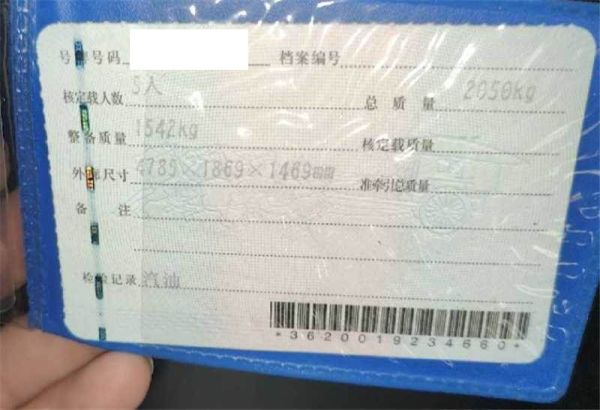 号牌号码 档案编号
核定载人数 5人 总质量 2050kg
整备质量 1542kg 核定载质量
外廓尺寸 4785×1869×1469mm 准牵引总质量
备注
检验记录 汽油
*3620019234660*